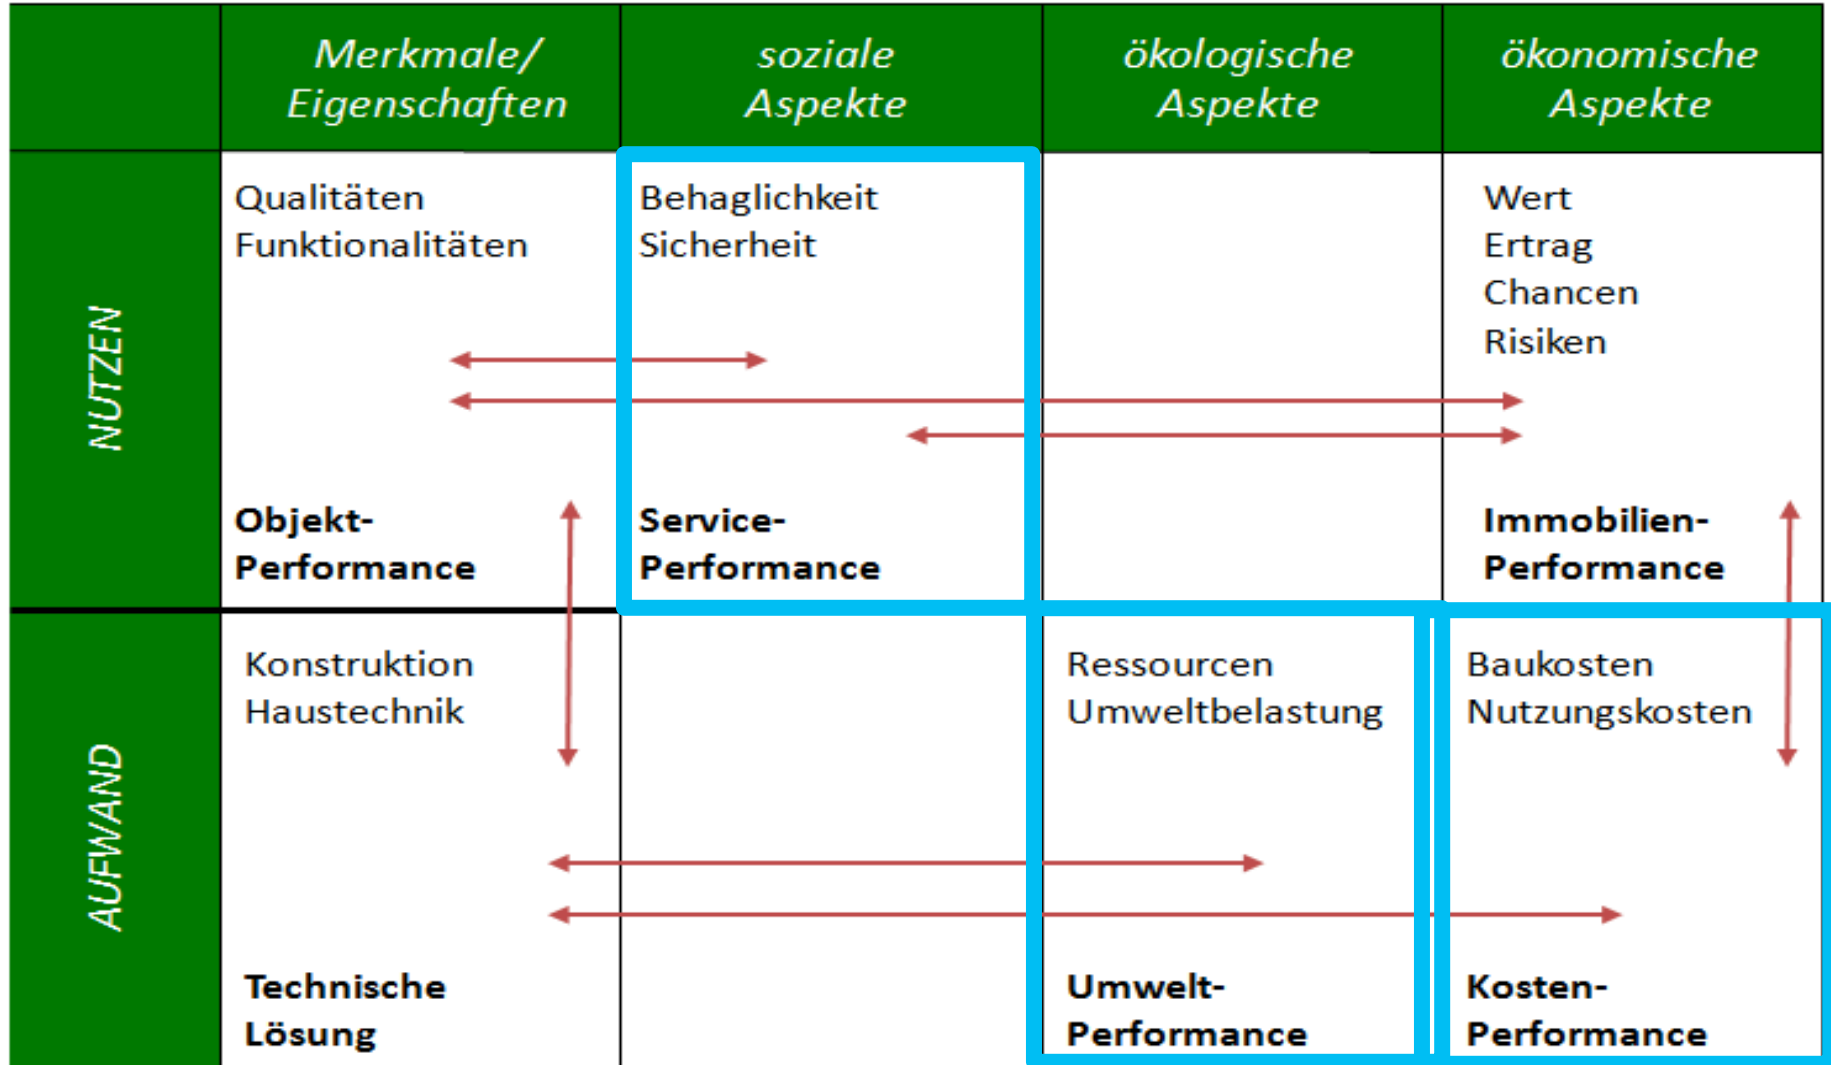 Merkmale/
Eigenschaften
soziale
Aspekte
ökologische
Aspekte
ökonomische
Aspekte
NUTZEN
Qualitäten
Funktionalitäten
Objekt-
Performance
Behaglichkeit
Sicherheit
Service-
Performance
Wert
Ertrag
Chancen
Risiken
Immobilien-
Performance
AUFWAND
Konstruktion
Haustechnik
Technische
Lösung
Ressourcen
Umweltbelastung
Umwelt-
Performance
Baukosten
Nutzungskosten
Kosten-
Performance